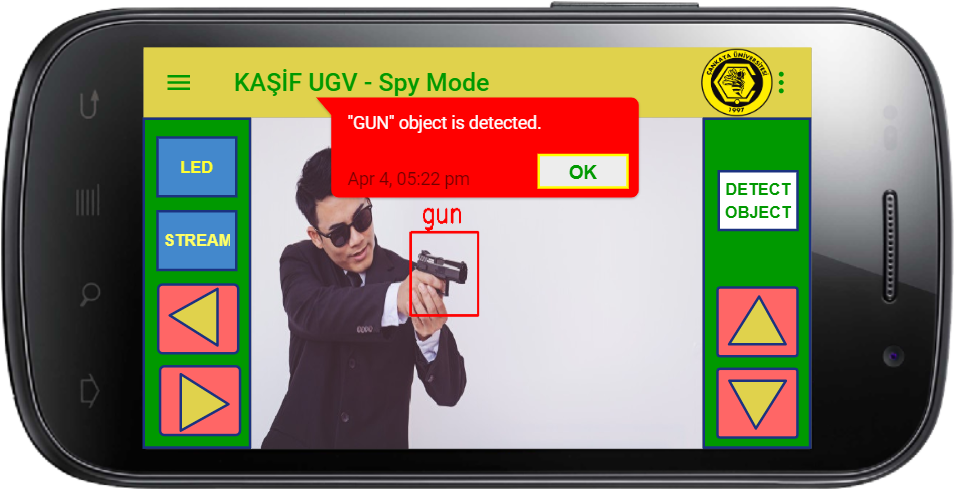 KAŞİF UGV - Spy Mode
ÇANKAYA ÜNİVERSİTESİ
1997
"GUN" object is detected.
Apr 4, 05:22 pm
OK
LED
STREAM
gun
DETECT
OBJECT